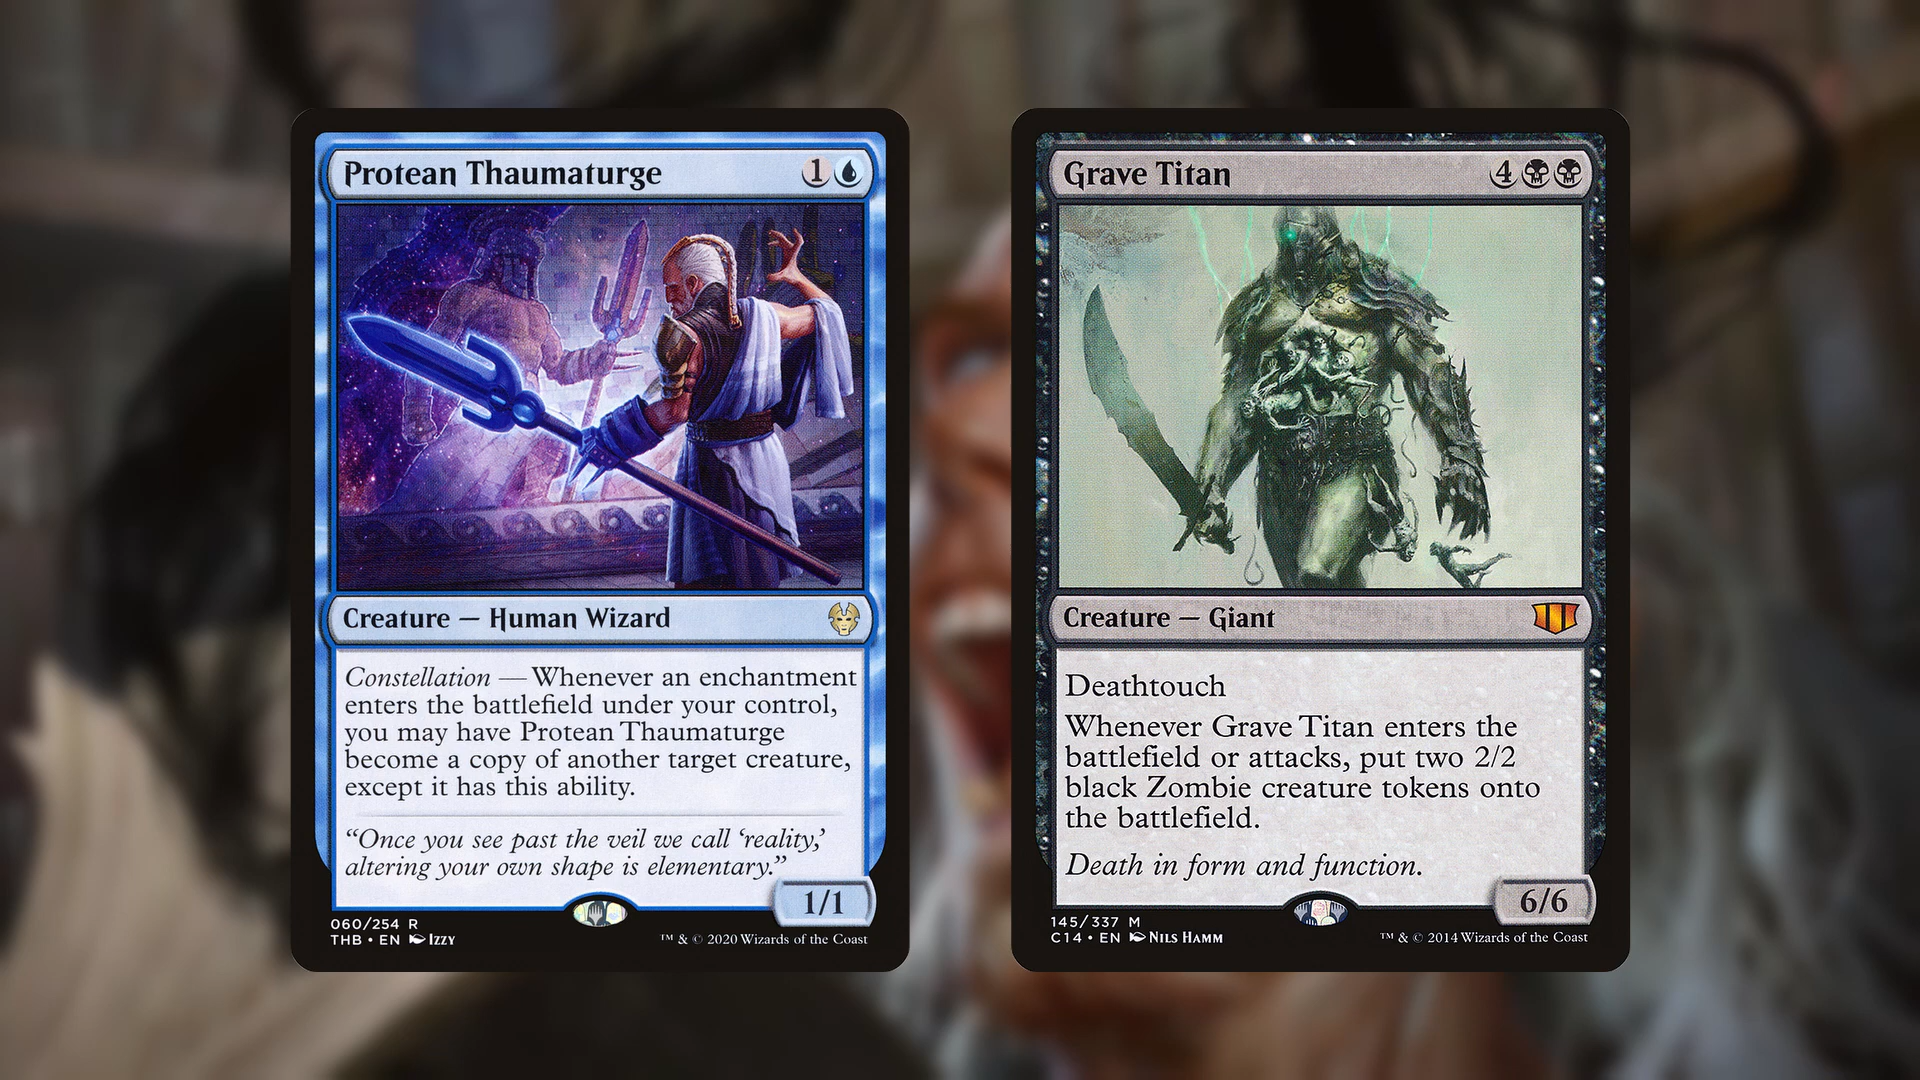 Protean Thaumaturge
1
Creature — Human Wizard
Constellation — Whenever an enchantment
enters the battlefield under your control,
you may have Protean Thaumaturge
become a copy of another target creature,
except it has this ability.
“Once you see past the veil we call ‘reality,’
altering your own shape is elementary.”
1/1
060/254 R
THB • EN Izzy
™ & © 2020 Wizards of the Coast
Grave Titan
4
Creature — Giant
Deathtouch
Whenever Grave Titan enters the
battlefield or attacks, put two 2/2
black Zombie creature tokens onto
the battlefield.
Death in form and function.
6/6
145/337 M
C14 • EN Nils Hamm
™ & © 2014 Wizards of the Coast